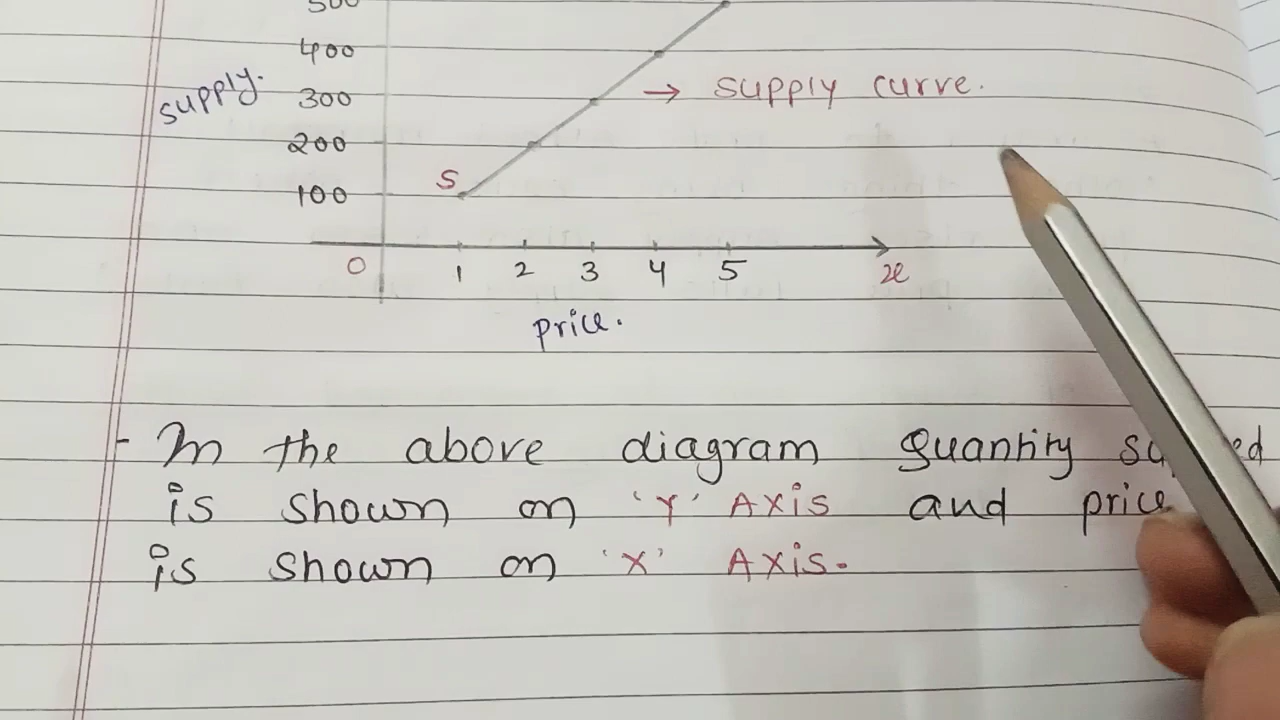 500
400
supply.
300
→ supply curve.
200
S
100
0
1 2 3 4 5 x
price.
- In the above diagram quantity
is shown on 'Y' Axis and price
is shown on 'X' Axis.